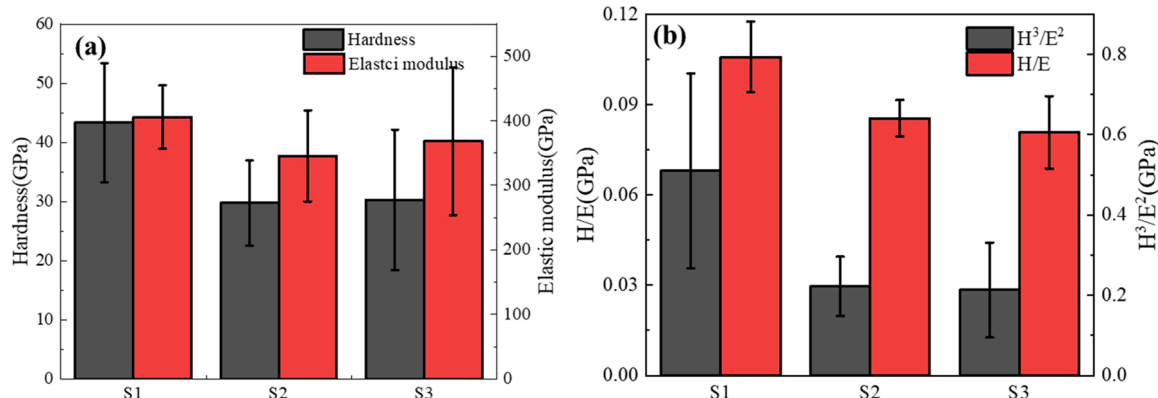 (a)
Hardness
Elastci modulus
Hardness(GPa)
60
50
40
30
20
10
0
Elastic modulus(GPa)
500
400
300
200
100
0
S1
S2
S3
(b)
H³/E²
H/E
H/E(GPa)
0.12
0.09
0.06
0.03
0.00
H³/E²(GPa)
0.8
0.6
0.4
0.2
0.0
S1
S2
S3